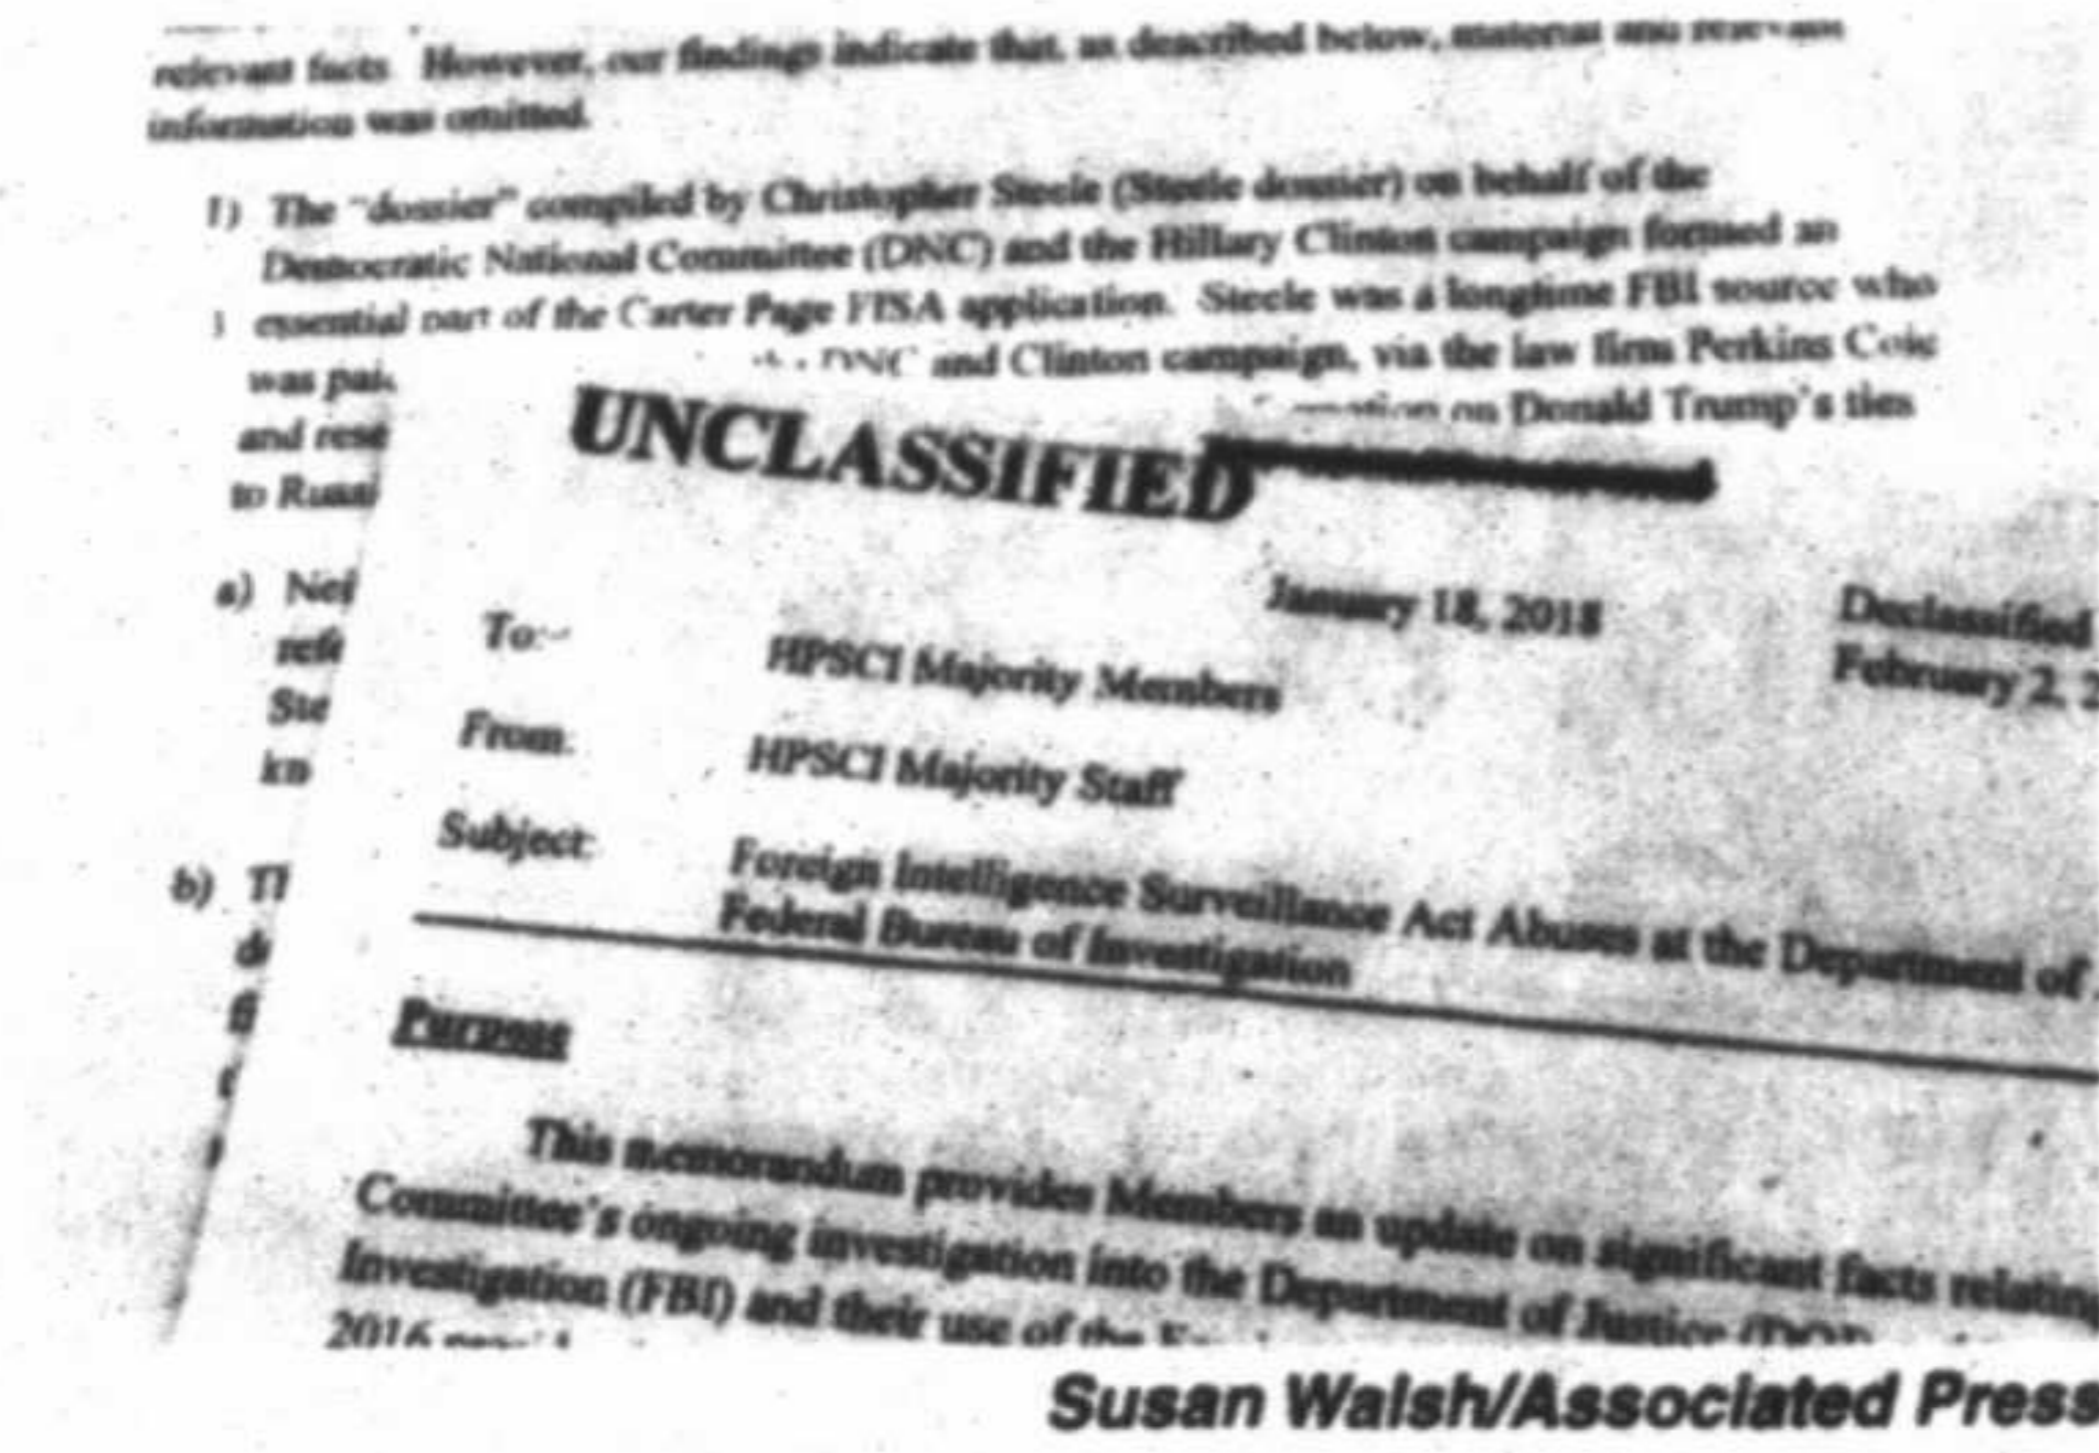 relevant facts. However, our findings indicate that, as described below, material and relevant
information was omitted.
1) The "dossier" compiled by Christopher Steele (Steele dossier) on behalf of the
Democratic National Committee (DNC) and the Hillary Clinton campaign formed an
essential part of the Carter Page FISA application. Steele was a longtime FBI source who
was DNC and Clinton campaign, via the law firm Perkins Coie
and on Donald Trump's ties
to
a)
b)
UNCLASSIFIED
January 18, 2018
Declassified
February 2,
To:
HPSCI Majority Members
From:
HPSCI Majority Staff
Subject:
Foreign Intelligence Surveillance Act Abuses at the Department of
Federal Bureau of Investigation
Purpose
This memorandum provides Members an update on significant facts relating
Committee's ongoing investigation into the Department of Justice (DOJ)
Investigation (FBI) and their use of the
2016
Susan Walsh/Associated Press